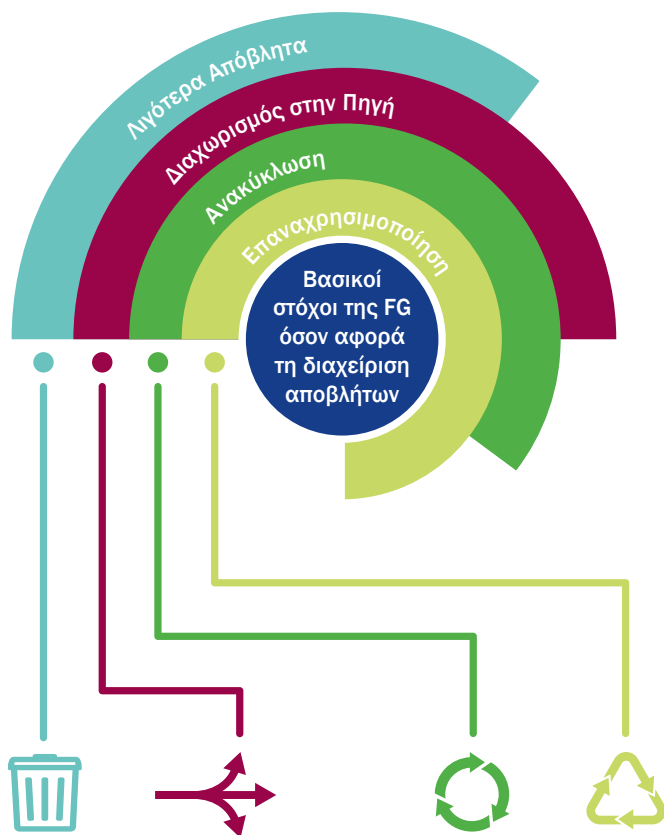 Λιγότερα Απόβλητα
Διαχωρισμός στην Πηγή
Ανακύκλωση
Επαναχρησιμοποίηση
Βασικοί
στόχοι της FG
όσον αφορά
τη διαχείριση
αποβλήτων